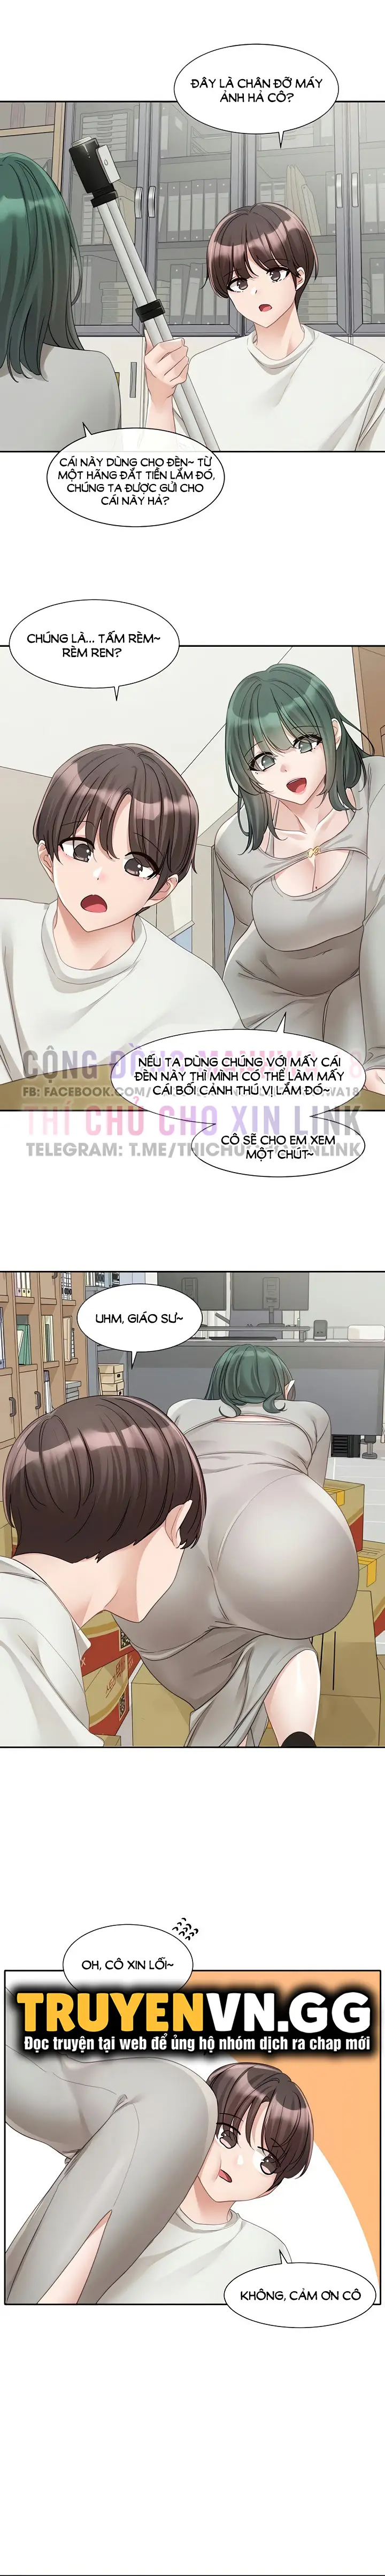 ĐÂY LÀ CHÂN ĐỠ MÁY
ẢNH HẢ CÔ?
CÁI NÀY DÙNG CHO ĐÈN~ TỪ
MỘT HÃNG ĐẮT TIỀN LẮM ĐÓ,
CHÚNG TA ĐƯỢC GỬI CHO
CÁI NÀY HẢ?
CHÚNG LÀ... TẤM RÈM~
RÈM REN?
CỘNG ĐỒNG
FB: FACEBOOK.COM/
NẾU TA DÙNG CHÚNG VỚI MẤY CÁI
ĐÈN NÀY THÌ MÌNH CÓ THỂ LÀM MẤY
CÁI BỐI CẢNH THÚ VỊ LẮM ĐÓ~
THÍ CHỦ CHO XIN LINK
CÔ SẼ CHO EM XEM
MỘT CHÚT~
UHM, GIÁO SƯ~
OH, CÔ XIN LỖI~
TRUYENVN.GG
Đọc truyện tại web để ủng hộ nhóm dịch ra chap mới
KHÔNG, CẢM ƠN CÔ